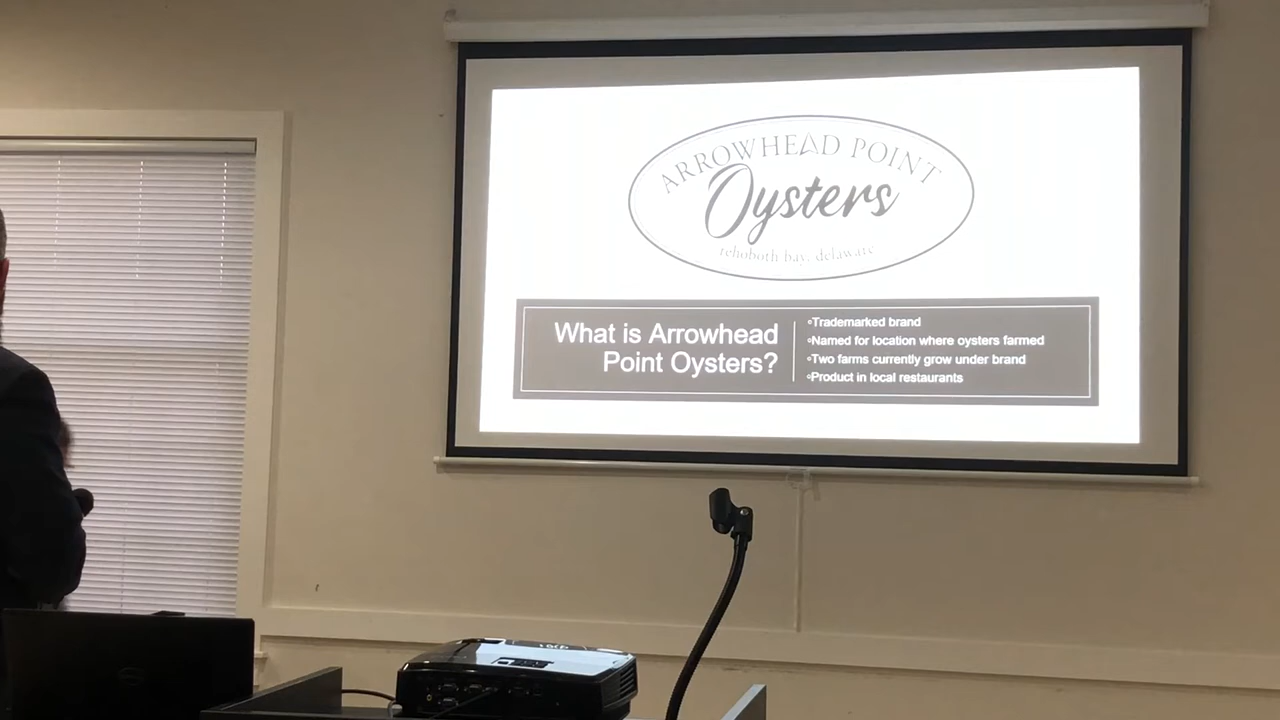 ARROWHEAD POINT
Oysters
rehoboth bay, delaware
What is Arrowhead
Point Oysters?
◦Trademarked brand
◦Named for location where oysters farmed
◦Two farms currently grow under brand
◦Product in local restaurants